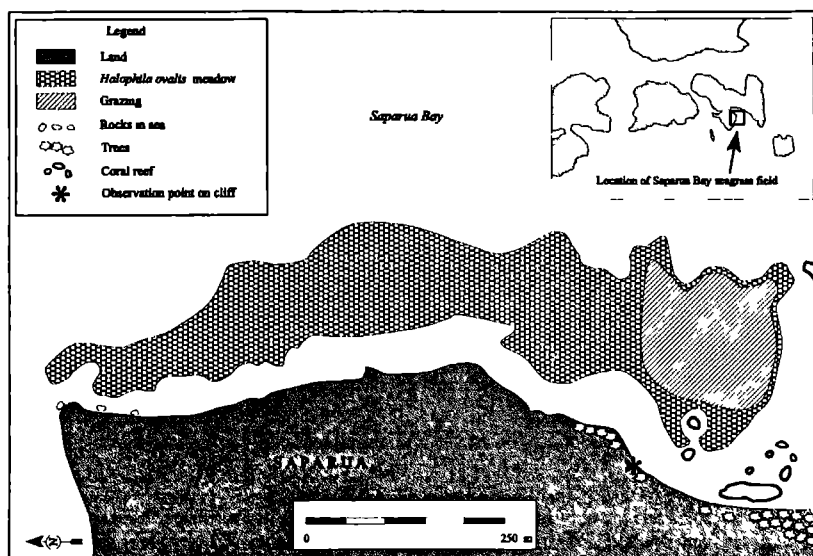 Legend
Land
Halophila ovalis meadow
Grazing
Rocks in sea
Trees
Coral reef
Observation point on cliff
Saparua Bay
Location of Saparua Bay seagrass field
SAPARUA
N
0 250 m